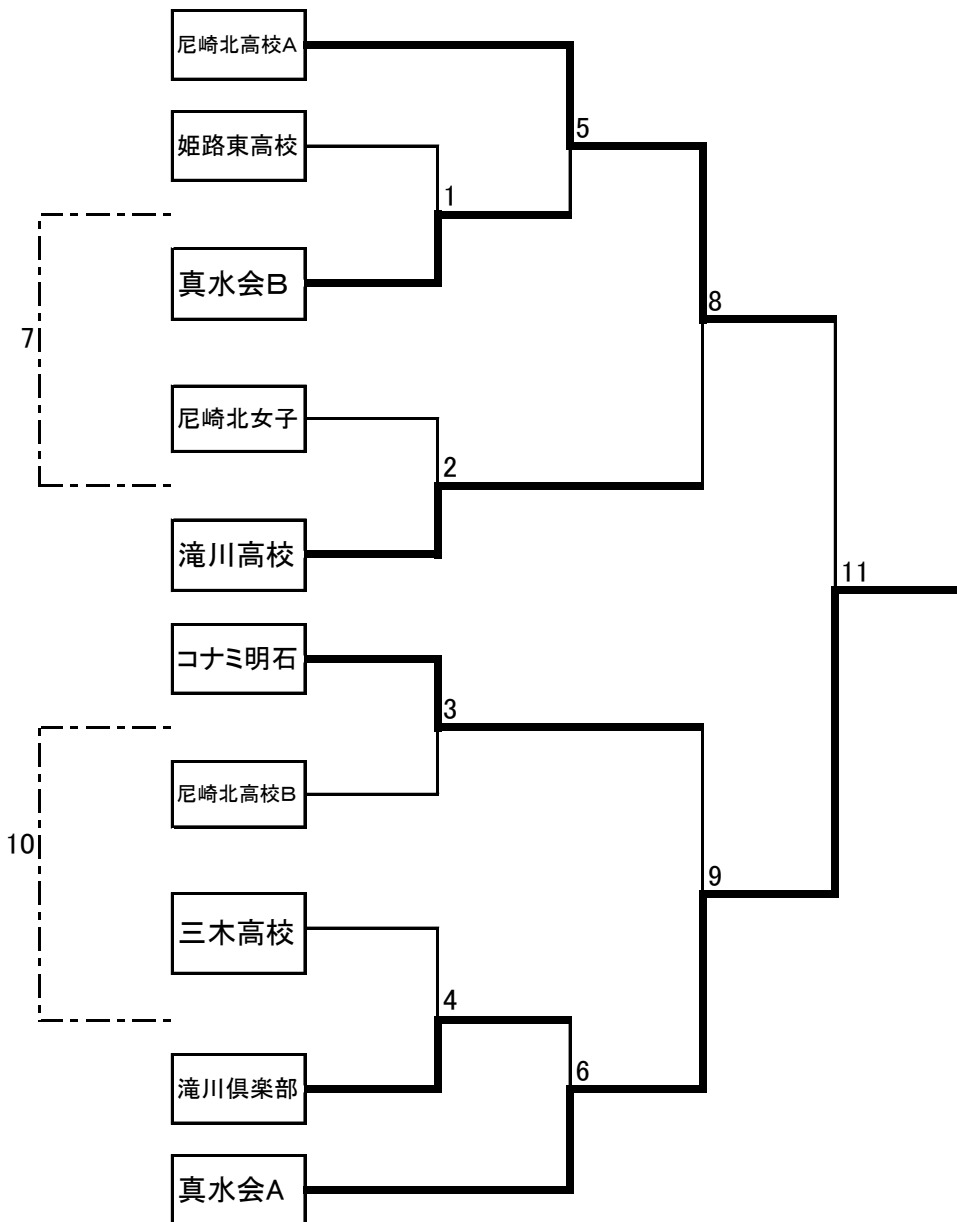 尼崎北高校A
5
姫路東高校
1
真水会B
8
7
尼崎北女子
2
滝川高校
11
コナミ明石
3
尼崎北高校B
10
9
三木高校
4
6
滝川倶楽部
真水会A